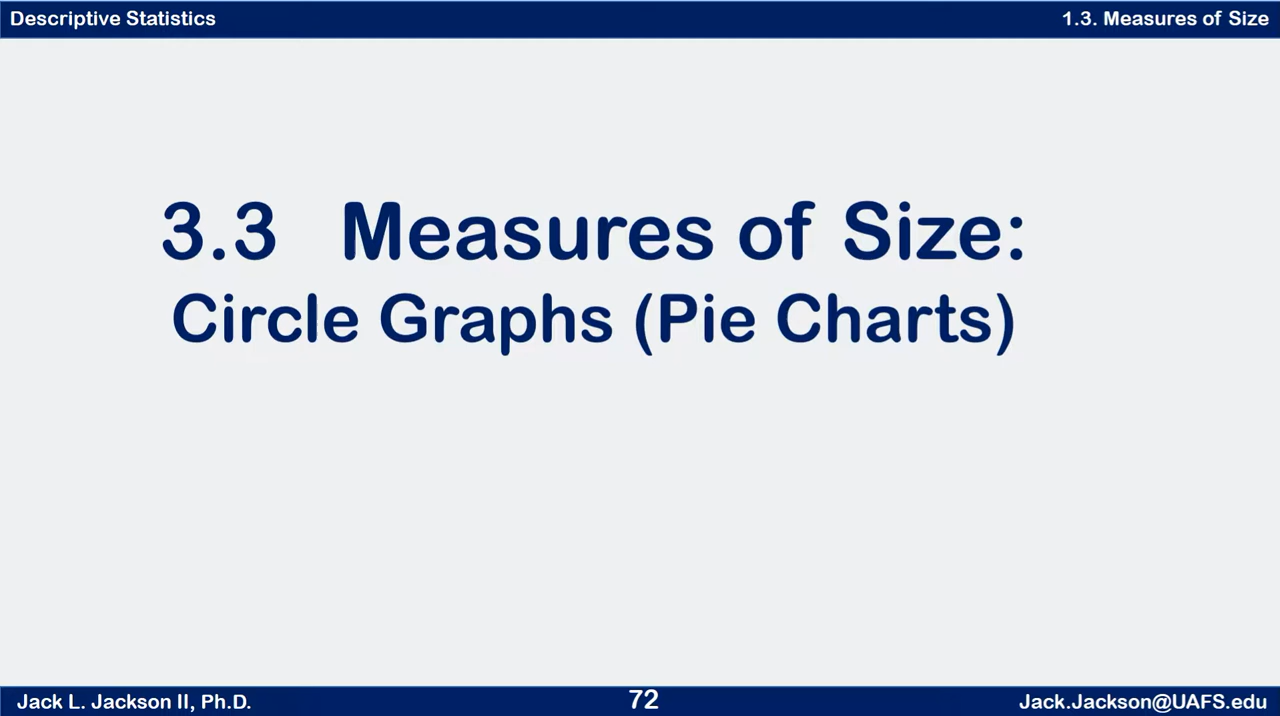 Descriptive Statistics
1.3. Measures of Size
3.3 Measures of Size:
Circle Graphs (Pie Charts)
Jack L. Jackson II, Ph.D.
72
Jack.Jackson@UAFS.edu